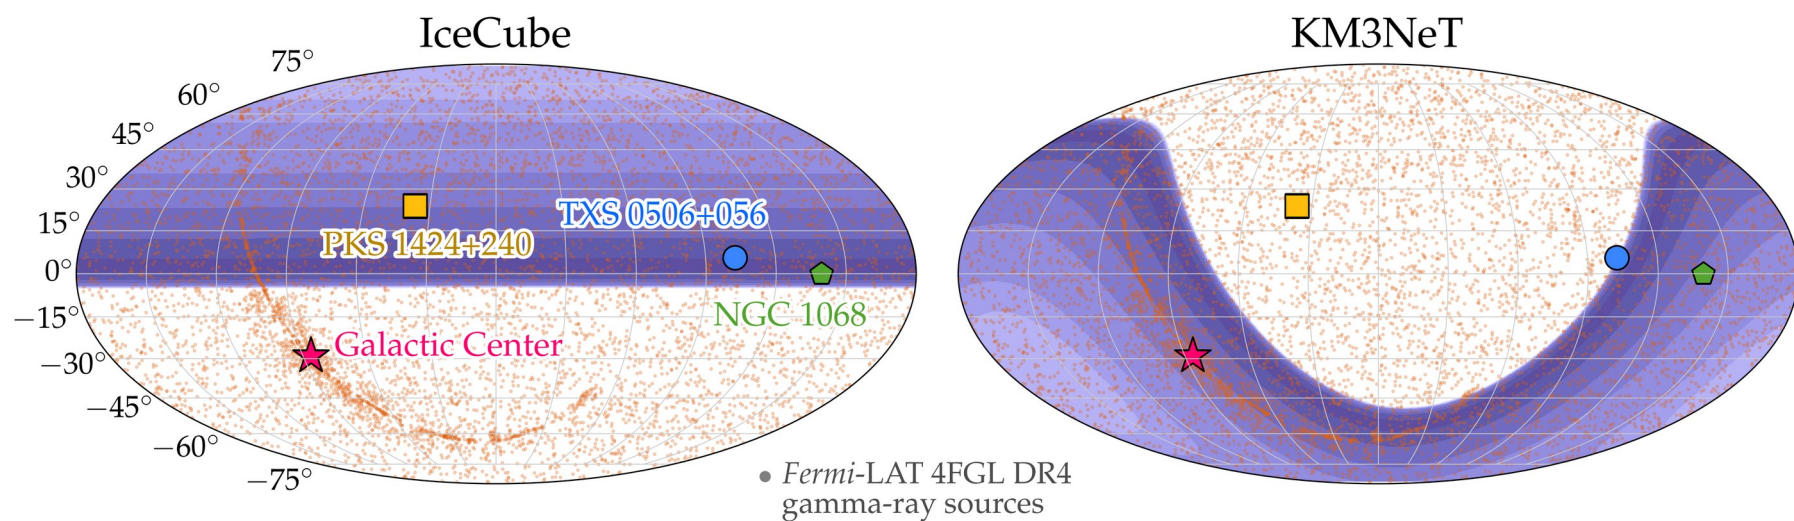 IceCube
KM3NeT
75°
60°
45°
30°
15°
0°
−15°
−30°
−45°
−60°
−75°
TXS 0506+056
PKS 1424+240
NGC 1068
Galactic Center
Fermi-LAT 4FGL DR4
gamma-ray sources